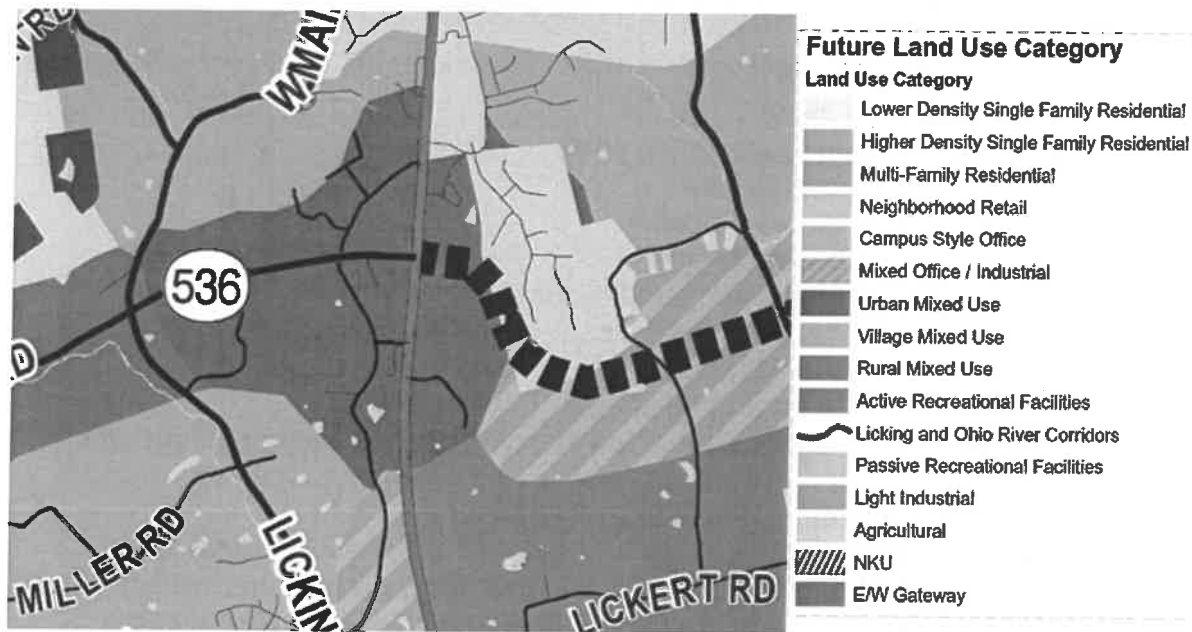 W MAIN
536
MILLER RD
LICKIN
LICKERT RD
Future Land Use Category
Land Use Category
Lower Density Single Family Residential
Higher Density Single Family Residential
Multi-Family Residential
Neighborhood Retail
Campus Style Office
Mixed Office / Industrial
Urban Mixed Use
Village Mixed Use
Rural Mixed Use
Active Recreational Facilities
Licking and Ohio River Corridors
Passive Recreational Facilities
Light Industrial
Agricultural
NKU
E/W Gateway